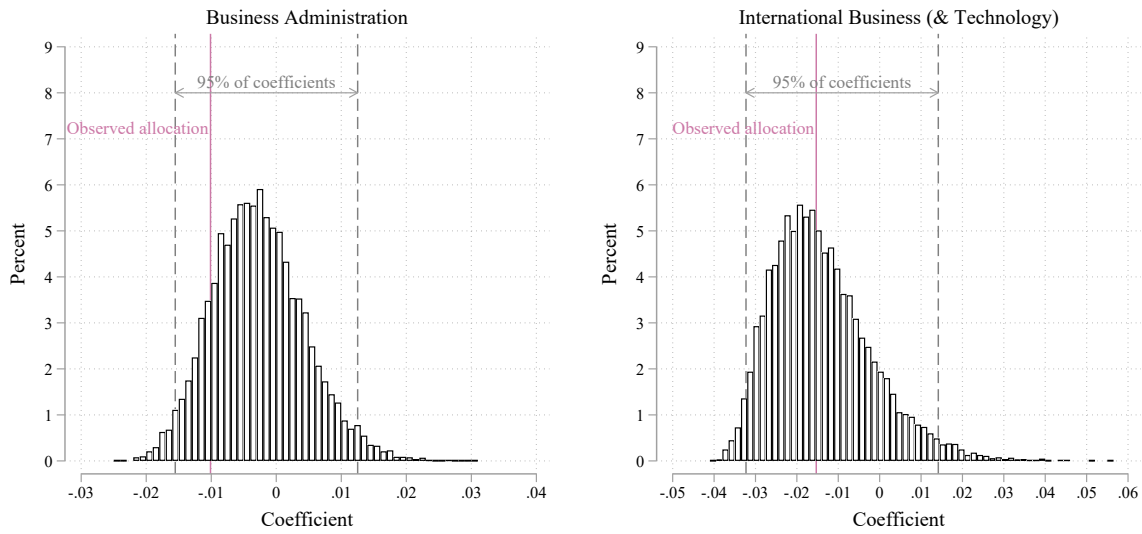 Business Administration
9
8
7
6
5
4
3
2
1
0
Percent
95% of coefficients
Observed allocation
-.03 -.02 -.01 0 .01 .02 .03 .04
Coefficient
International Business (& Technology)
9
8
7
6
5
4
3
2
1
0
Percent
95% of coefficients
Observed allocation
-.05 -.04 -.03 -.01 -.01 0 .01 .02 .03 .04 .05 .06
Coefficient